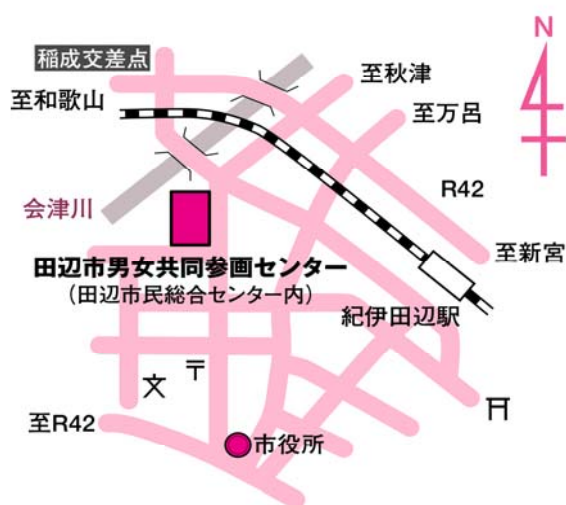 N
稲成交差点
至秋津
至和歌山
至万呂
R42
会津川
至新宮
田辺市男女共同参画センター
(田辺市民総合センター内)
紀伊田辺駅
〒
文
至R42
市役所